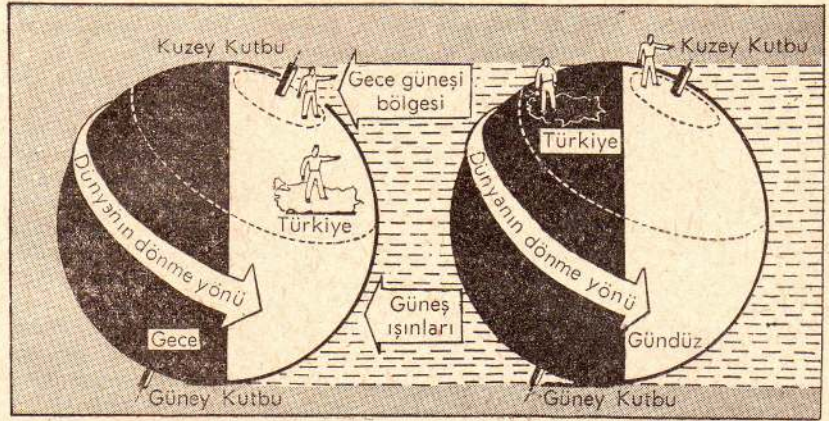 Kuzey Kutbu
Gece güneşi
bölgesi
Türkiye
Dünyanın dönme yönü
Güneş
ışınları
Gece
Güney Kutbu
Kuzey Kutbu
Türkiye
Dünyanın dönme yönü
Gündüz
Güney Kutbu